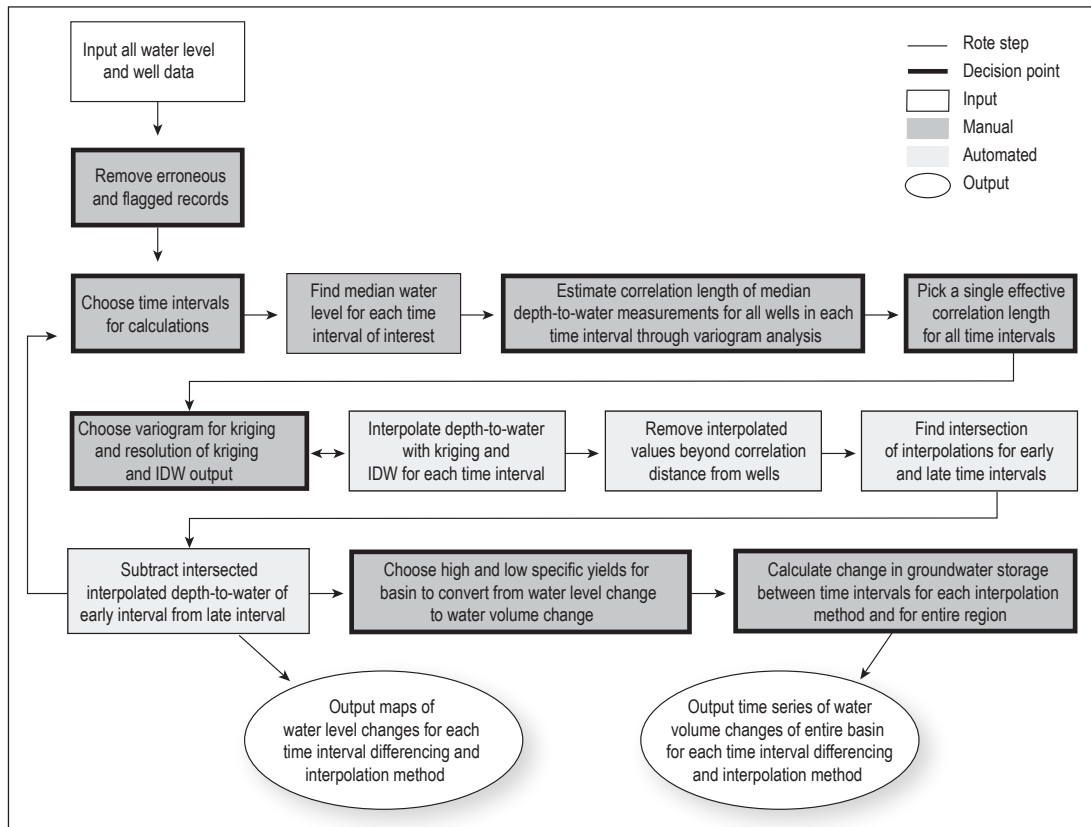 Input all water level
and well data
Rote step
Decision point
Input
Manual
Automated
Output
Remove erroneous
and flagged records
Choose time intervals
for calculations
Find median water
level for each time
interval of interest
Estimate correlation length of median
depth-to-water measurements for all wells in each
time interval through variogram analysis
Pick a single effective
correlation length
for all time intervals
Choose variogram for kriging
and resolution of kriging
and IDW output
Interpolate depth-to-water
with kriging and
IDW for each time interval
Remove interpolated
values beyond correlation
distance from wells
Find intersection
of interpolations for early
and late time intervals
Subtract intersected
interpolated depth-to-water of
early interval from late interval
Choose high and low specific yields for
basin to convert from water level change
to water volume change
Calculate change in groundwater storage
between time intervals for each interpolation
method and for entire region
Output maps of
water level changes for each
time interval differencing and
interpolation method
Output time series of water
volume changes of entire basin
for each time interval differencing
and interpolation method